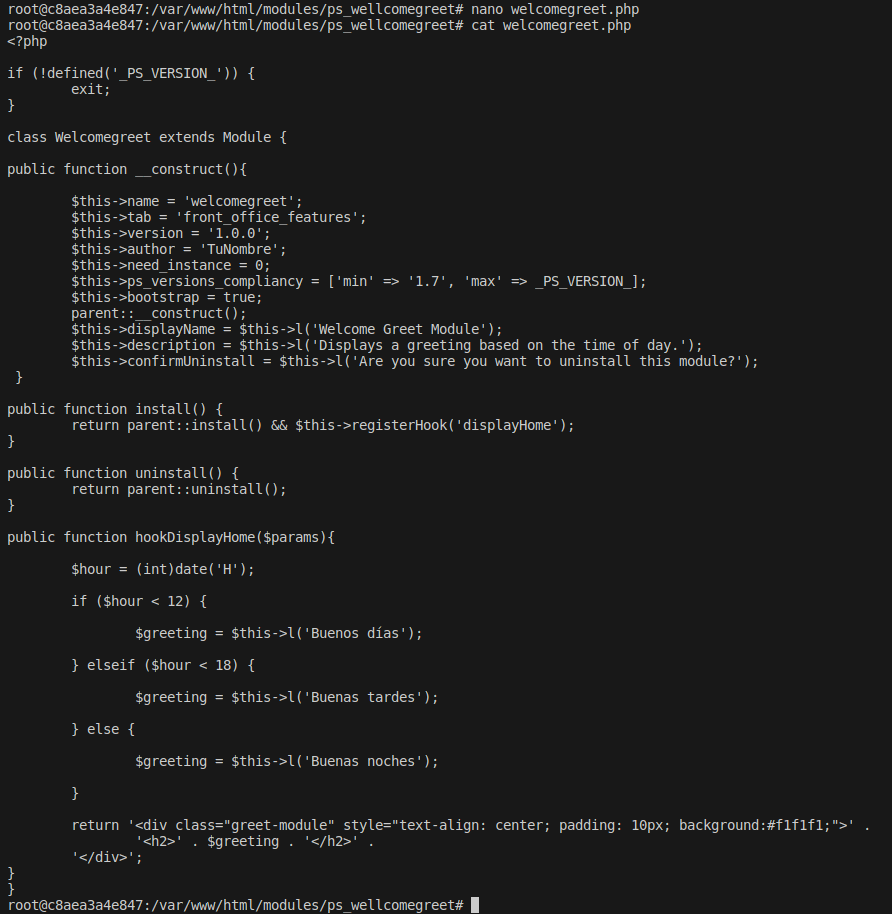 root@c8aea3a4e847:/var/www/html/modules/ps_wellcomegreet# nano welcomegreet.php
root@c8aea3a4e847:/var/www/html/modules/ps_wellcomegreet# cat welcomegreet.php
<?php

if (!defined('_PS_VERSION_')) {
        exit;
}

class Welcomegreet extends Module {

public function __construct(){

        $this->name = 'welcomegreet';
        $this->tab = 'front_office_features';
        $this->version = '1.0.0';
        $this->author = 'TuNombre';
        $this->need_instance = 0;
        $this->ps_versions_compliancy = ['min' => '1.7', 'max' => _PS_VERSION_];
        $this->bootstrap = true;
        parent::__construct();
        $this->displayName = $this->l('Welcome Greet Module');
        $this->description = $this->l('Displays a greeting based on the time of day.');
        $this->confirmUninstall = $this->l('Are you sure you want to uninstall this module?');
 }

public function install() {
        return parent::install() && $this->registerHook('displayHome');
}

public function uninstall() {
        return parent::uninstall();
}

public function hookDisplayHome($params){

        $hour = (int)date('H');

        if ($hour < 12) {

                $greeting = $this->l('Buenos días');

        } elseif ($hour < 18) {

                $greeting = $this->l('Buenas tardes');

        } else {

                $greeting = $this->l('Buenas noches');

        }

        return '<div class="greet-module" style="text-align: center; padding: 10px; background:#f1f1f1;">' .
                '<h2>' . $greeting . '</h2>' .
        '</div>';
}
}
root@c8aea3a4e847:/var/www/html/modules/ps_wellcomegreet#